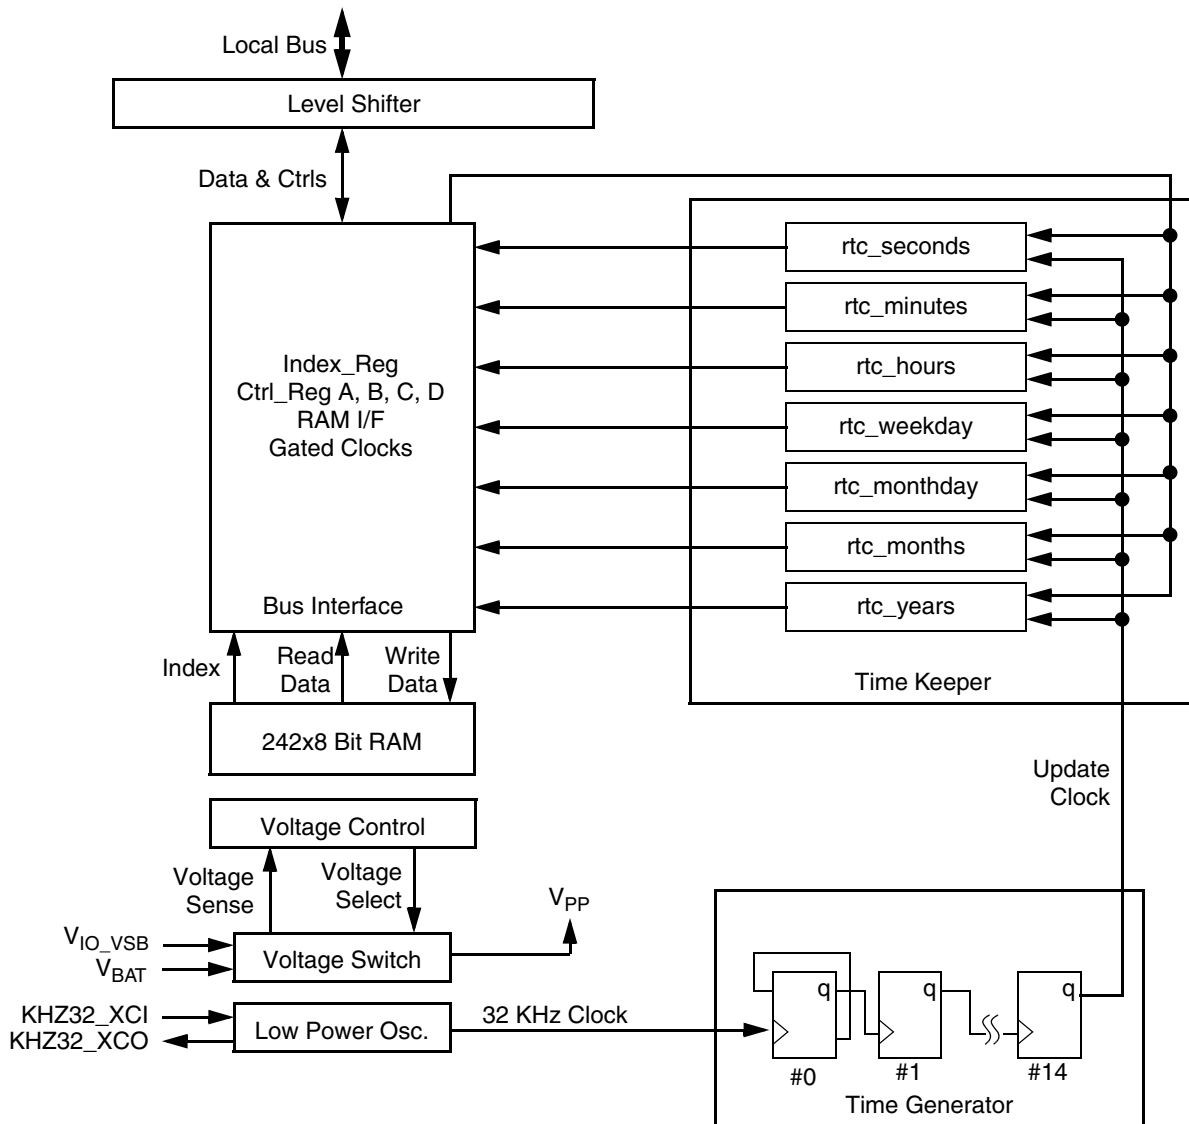 Local Bus
Level Shifter
Data & Ctrls
rtc_seconds
rtc_minutes
rtc_hours
rtc_weekday
rtc_monthday
rtc_months
rtc_years
Time Keeper
Index_Reg
Ctrl_Reg A, B, C, D
RAM I/F
Gated Clocks
Bus Interface
Index
Read
Data
Write
Data
242x8 Bit RAM
Update
Clock
Voltage Control
Voltage
Sense
Voltage
Select
VPP
VIO_VSB
VBAT
Voltage Switch
KHZ32_XCI
KHZ32_XCO
Low Power Osc.
32 KHz Clock
q
q
q
#0
#1
#14
Time Generator